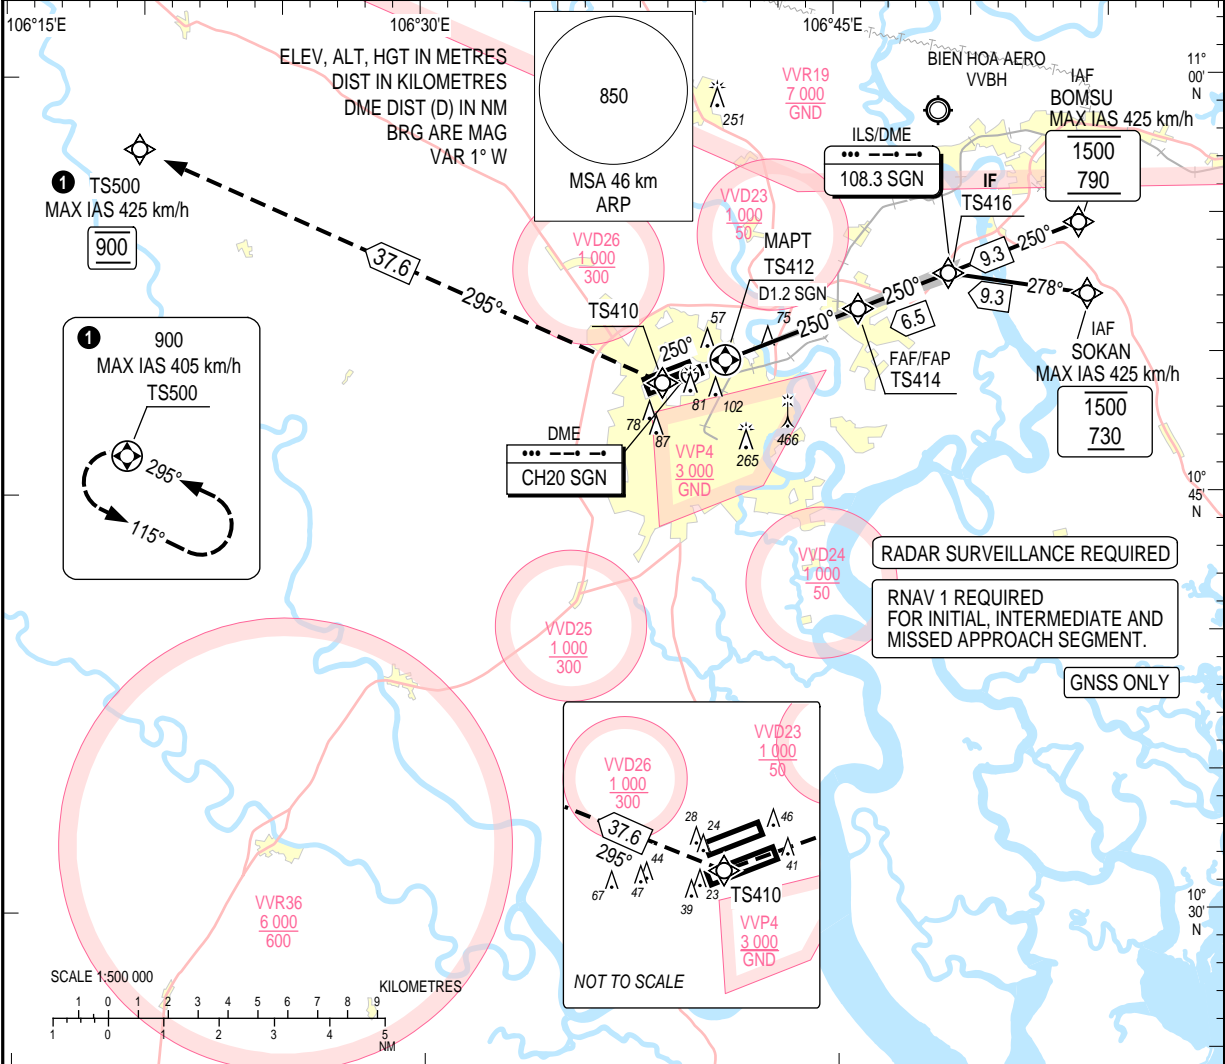 106°15'E
106°30'E
106°45'E
ELEV, ALT, HGT IN METRES
DIST IN KILOMETRES
DME DIST (D) IN NM
BRG ARE MAG
VAR 1° W
850
MSA 46 km
ARP
251
VVR19
7 000
GND
BIEN HOA AERO
VVBH
IAF
BOMSU
MAX IAS 425 km/h
1500
790
11°
00'
N
ILS/DME
108.3 SGN
IF
TS416
1 TS500
MAX IAS 425 km/h
900
37.6
295°
VVD26
1 000
300
VVD23
1 000
50
MAPT
TS412
D1.2 SGN
9.3
250°
9.3
278°
250°
6.5
250°
IAF
SOKAN
MAX IAS 425 km/h
1500
730
FAF/FAP
TS414
TS410
57
75
250°
81
102
78
87
265
466
VVP4
3 000
GND
DME
CH20 SGN
1
900
MAX IAS 405 km/h
TS500
295°
115°
10°
45'
N
VVD24
1 000
50
RADAR SURVEILLANCE REQUIRED
RNAV 1 REQUIRED
FOR INITIAL, INTERMEDIATE AND
MISSED APPROACH SEGMENT.
GNSS ONLY
VVD25
1 000
300
VVD26
1 000
300
VVD23
1 000
50
37.6
295°
28
24
46
41
44
47
67
39
23
TS410
VVP4
3 000
GND
NOT TO SCALE
VVR36
6 000
600
10°
30'
N
SCALE 1:500 000
KILOMETRES
1 0 1 2 3 4 5 6 7 8 9
1 0 1 2 3 4 5
NM